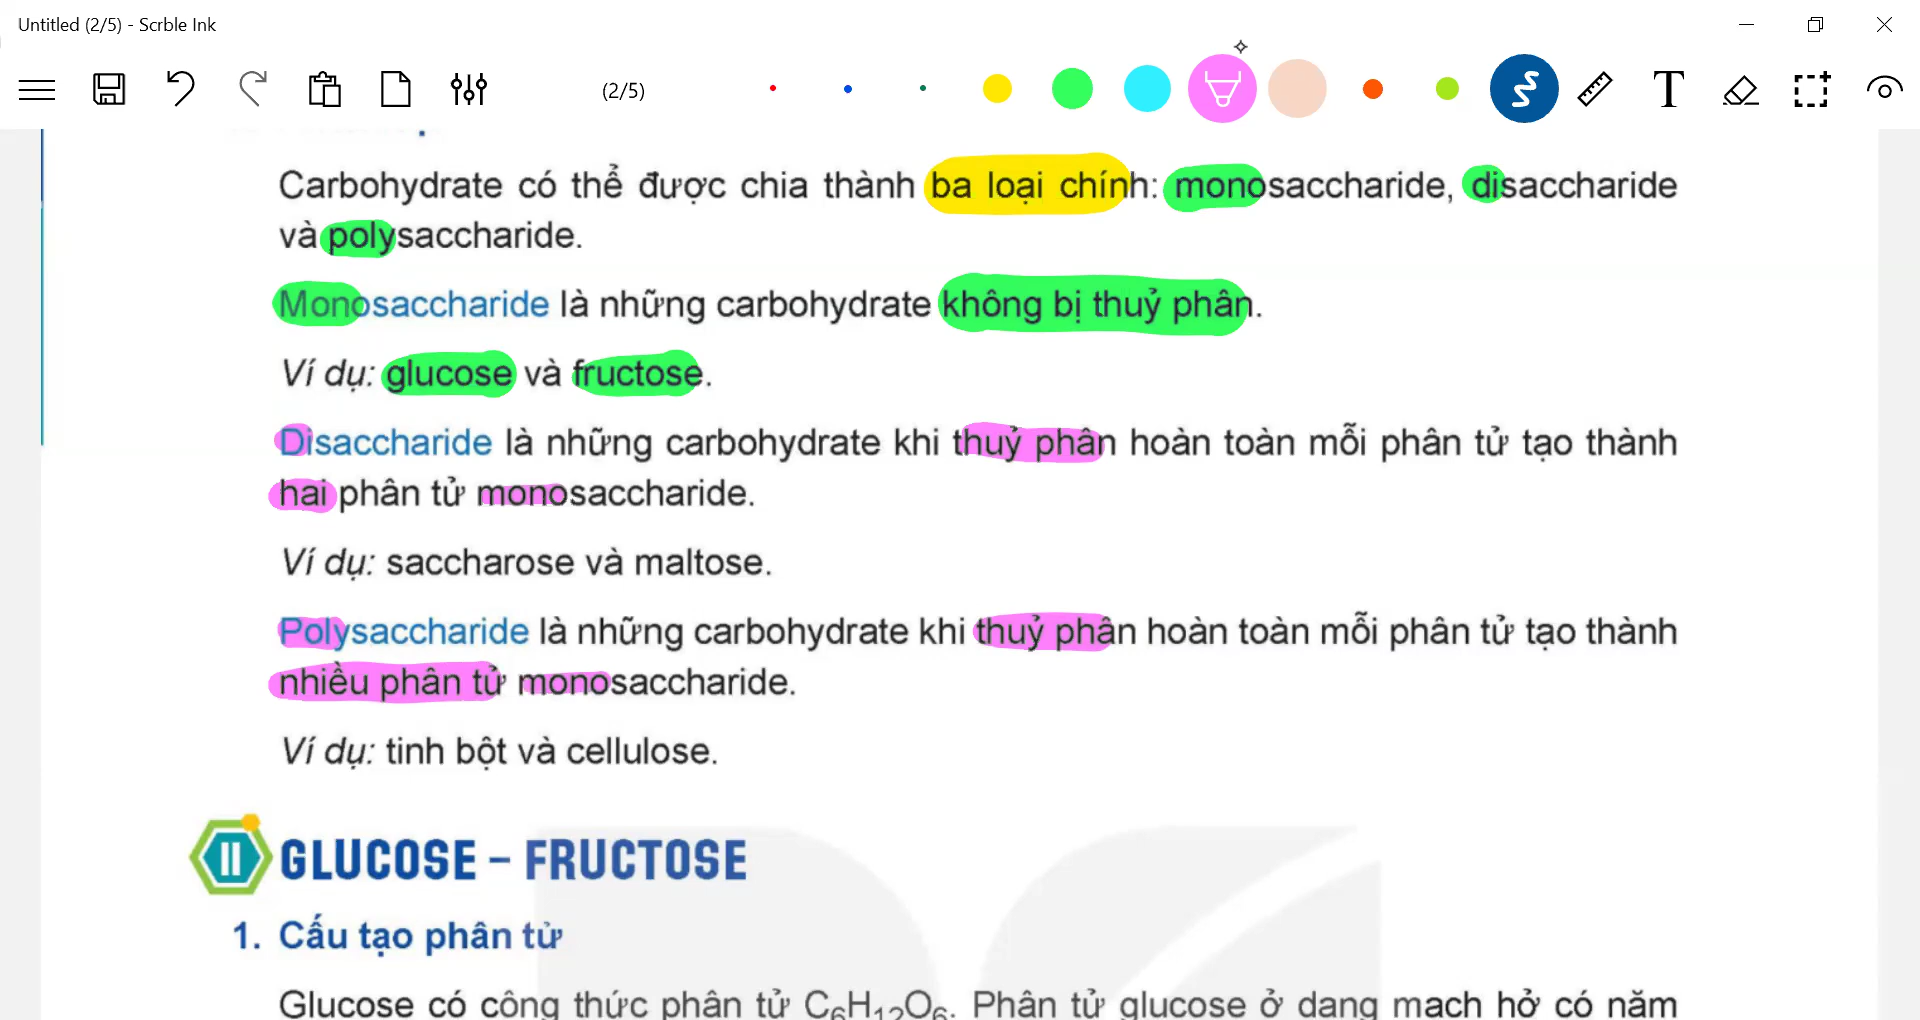 Untitled (2/5) - Scrble Ink
(2/5)
T
Carbohydrate có thể được chia thành ba loại chính: monosaccharide, disaccharide
và polysaccharide.
Monosaccharide là những carbohydrate không bị thuỷ phân.
Ví dụ: glucose và fructose.
Disaccharide là những carbohydrate khi thuỷ phân hoàn toàn mỗi phân tử tạo thành
hai phân tử monosaccharide.
Ví dụ: saccharose và maltose.
Polysaccharide là những carbohydrate khi thuỷ phân hoàn toàn mỗi phân tử tạo thành
nhiều phân tử monosaccharide.
Ví dụ: tinh bột và cellulose.
II GLUCOSE – FRUCTOSE
1. Cấu tạo phân tử
Glucose có công thức phân tử C₆H₁₂O₆. Phân tử glucose ở dạng mạch hở có năm